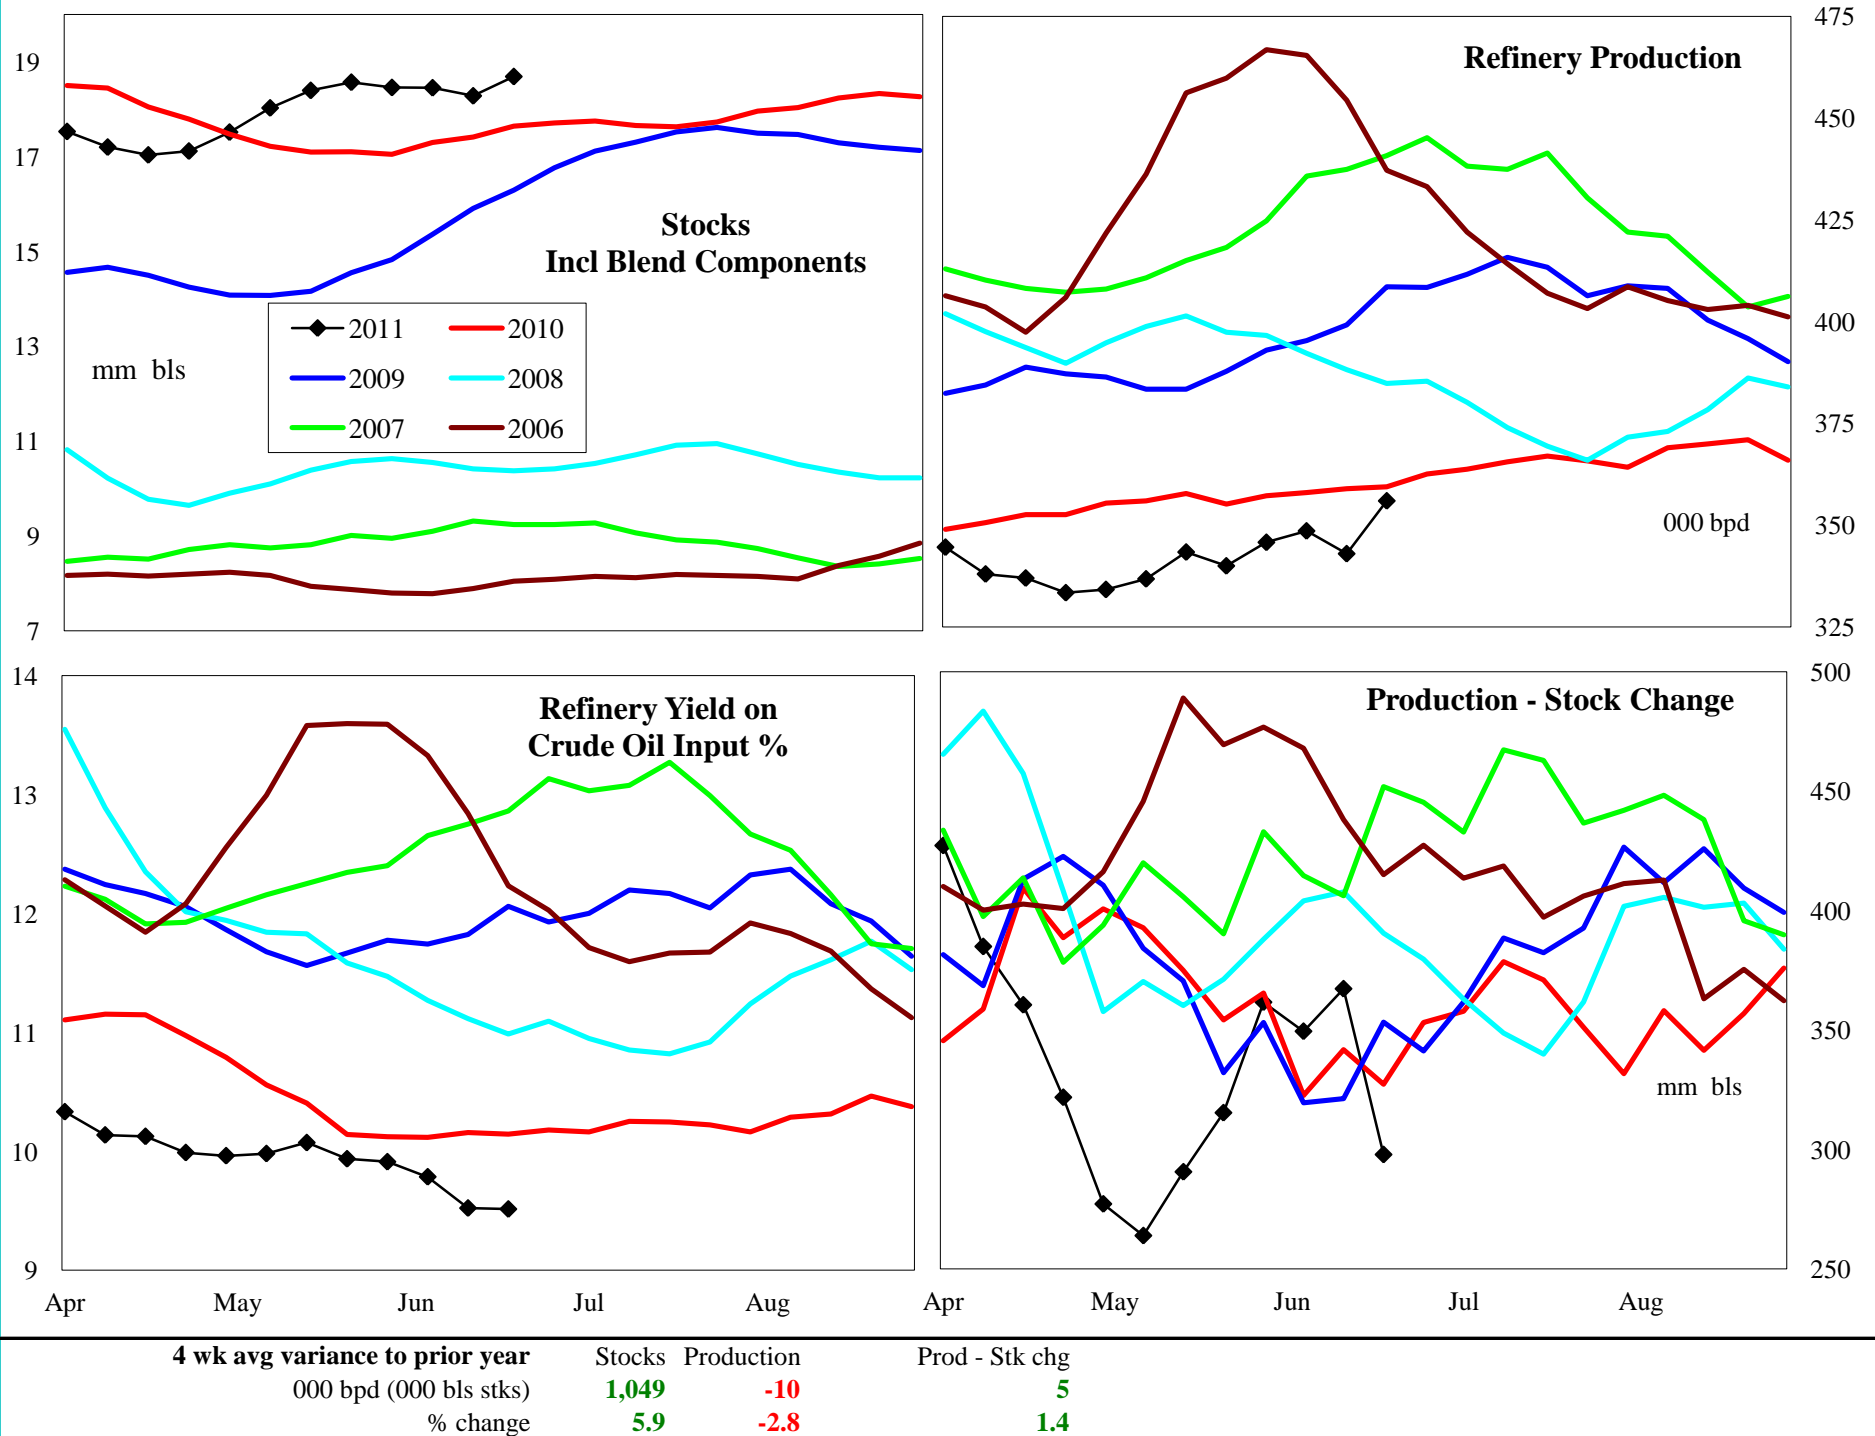 19
17
15
13
11
9
7
Stocks
Incl Blend Components
mm bls
2011 2010
2009 2008
2007 2006
Refinery Production
475
450
425
400
375
350
325
000 bpd
14
13
12
11
10
9
Refinery Yield on
Crude Oil Input %
Apr May Jun Jul Aug
Production - Stock Change
500
450
400
350
300
250
mm bls
Apr May Jun Jul Aug
4 wk avg variance to prior year Stocks Production Prod - Stk chg
000 bpd (000 bls stks) 1,049 -10 5
% change 5.9 -2.8 1.4